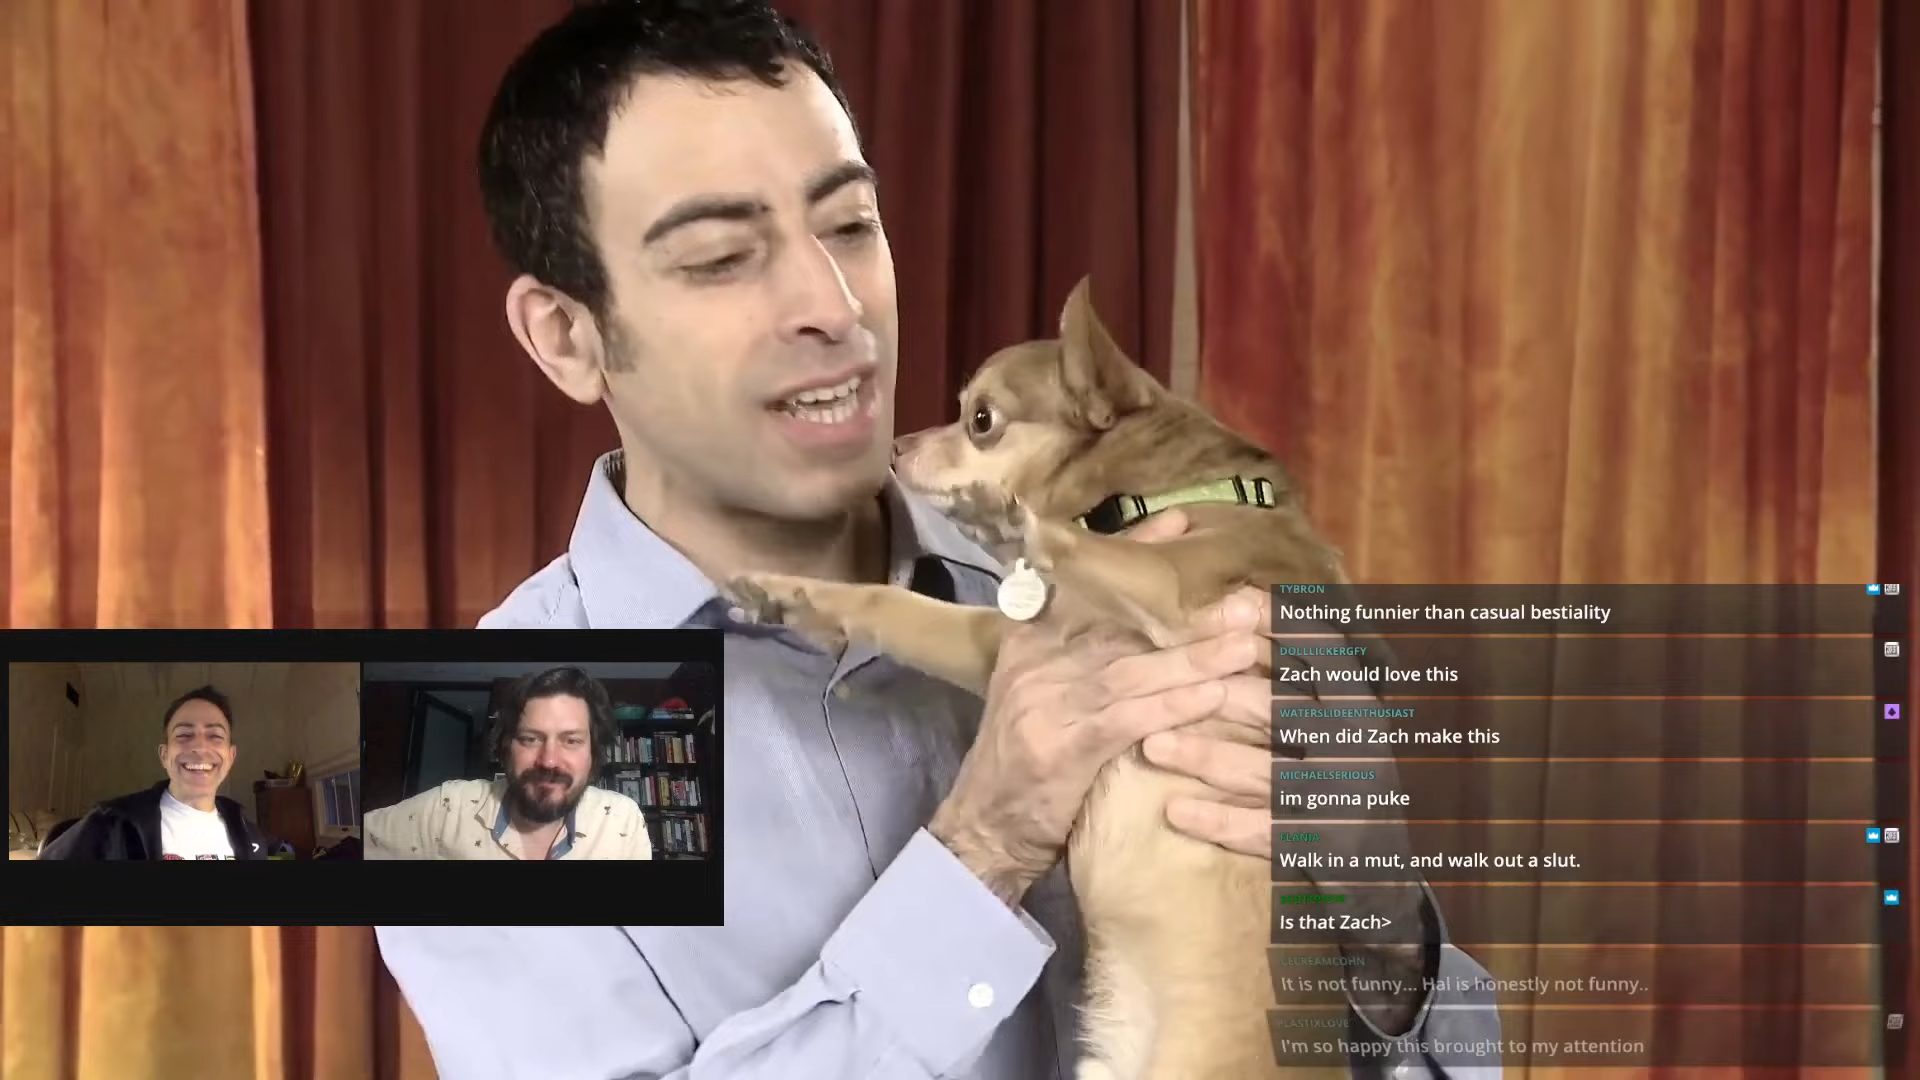 TYBRON
Nothing funnier than casual bestiality
DOLLLICKERGFY
Zach would love this
WATERSLIDEENTHUSIAST
When did Zach make this
MICHAELSERIOUS
im gonna puke
Walk in a mut, and walk out a slut.
Is that Zach>
It is not funny... Hal is honestly not funny..
PLASTIXLOVE
I'm so happy this brought to my attention